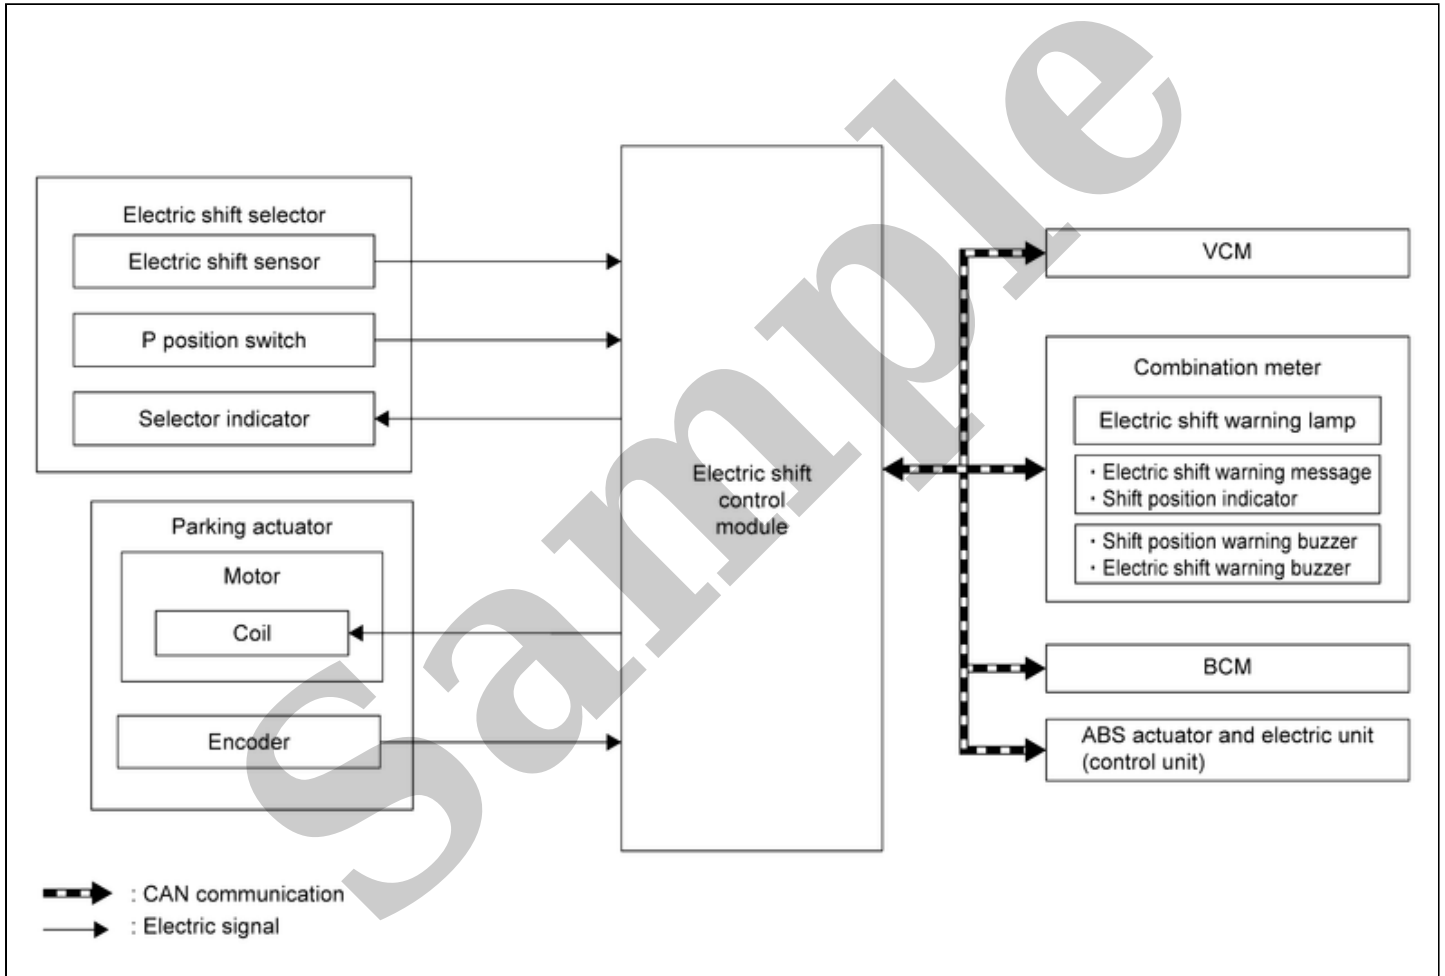 Electric shift selector
Electric shift sensor
P position switch
Selector indicator
Parking actuator
Motor
Coil
Encoder
Electric shift
control
module
VCM
Combination meter
Electric shift warning lamp
・Electric shift warning message
・Shift position indicator
・Shift position warning buzzer
・Electric shift warning buzzer
BCM
ABS actuator and electric unit
(control unit)
: CAN communication
: Electric signal
Sample